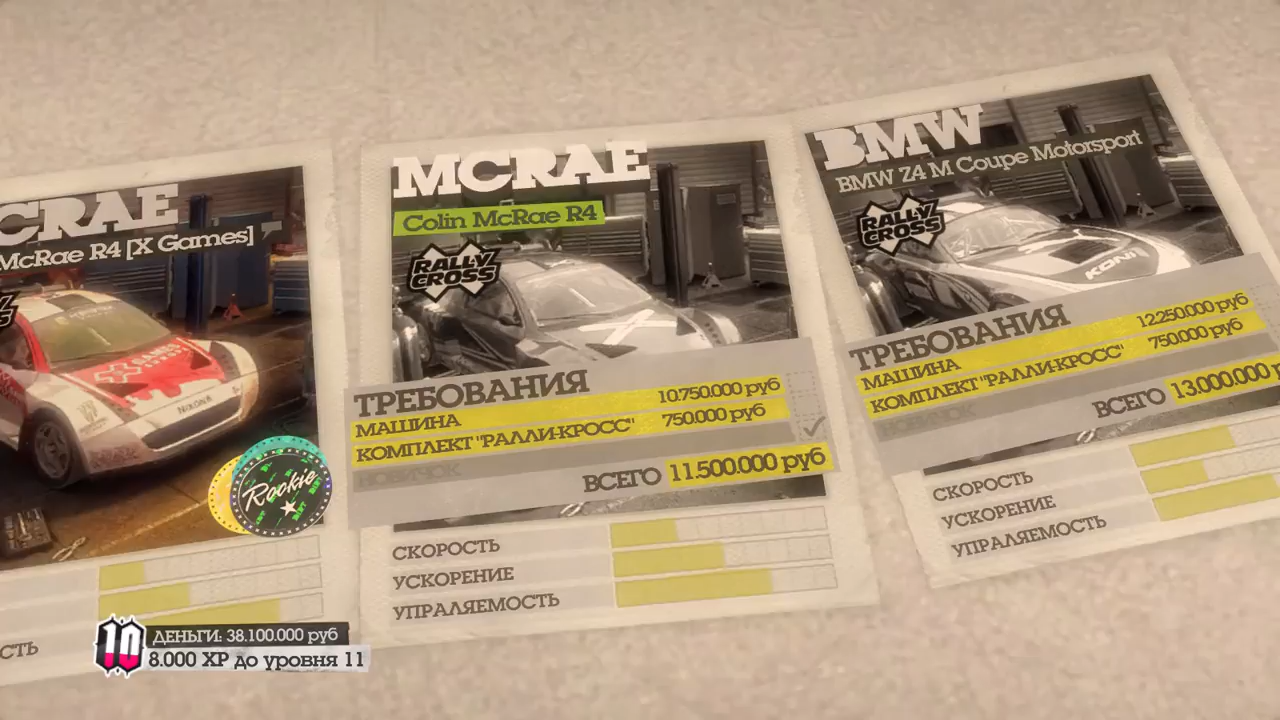 CRAE
McRae R4 [X Games]
Rookie
СТЬ
MCRAE
Colin McRae R4
RALLY
CROSS
ТРЕБОВАНИЯ
МАШИНА 10.750.000 руб
КОМПЛЕКТ "РАЛЛИ-КРОСС" 750.000 руб
НОВИЧОК
ВСЕГО 11.500.000 руб
СКОРОСТЬ
УСКОРЕНИЕ
УПРАЛЯЕМОСТЬ
BMW
BMW Z4 M Coupe Motorsport
RALLY
CROSS
KONI
ТРЕБОВАНИЯ
МАШИНА 12.250.000 руб
КОМПЛЕКТ "РАЛЛИ-КРОСС" 750.000 руб
НОВИЧОК
ВСЕГО 13.000.000 руб
СКОРОСТЬ
УСКОРЕНИЕ
УПРАЛЯЕМОСТЬ
10
ДЕНЬГИ: 38.100.000 руб
8.000 XP до уровня 11